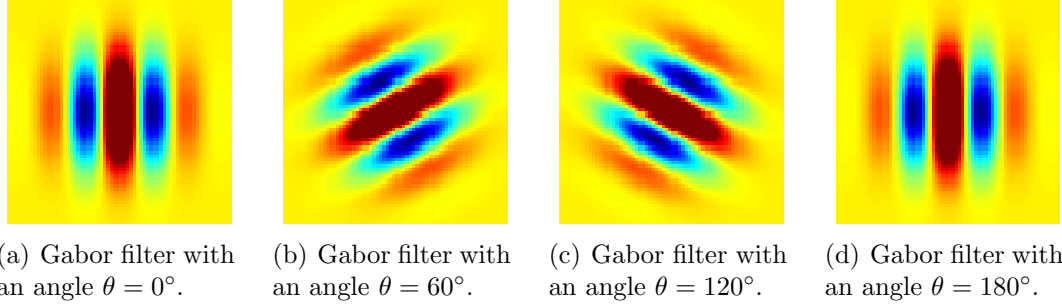 a) Gabor filter with
an angle θ = 0°.
(b) Gabor filter with
an angle θ = 60°.
(c) Gabor filter with
an angle θ = 120°.
(d) Gabor filter with
an angle θ = 180°.